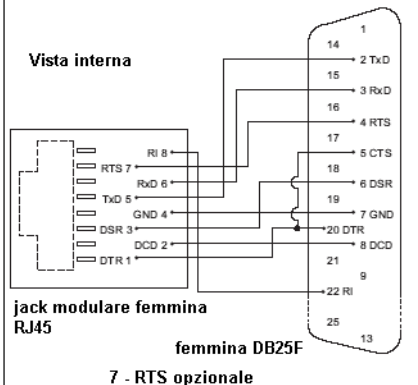 Vista interna
RI 8
RTS 7
RxD 6
TxD 5
GND 4
DSR 3
DCD 2
DTR 1
jack modulare femmina
RJ45
1
14
2 TxD
15
3 RxD
16
4 RTS
17
5 CTS
18
6 DSR
19
7 GND
20 DTR
8 DCD
21
9
22 RI
25
13
femmina DB25F
7 - RTS opzionale